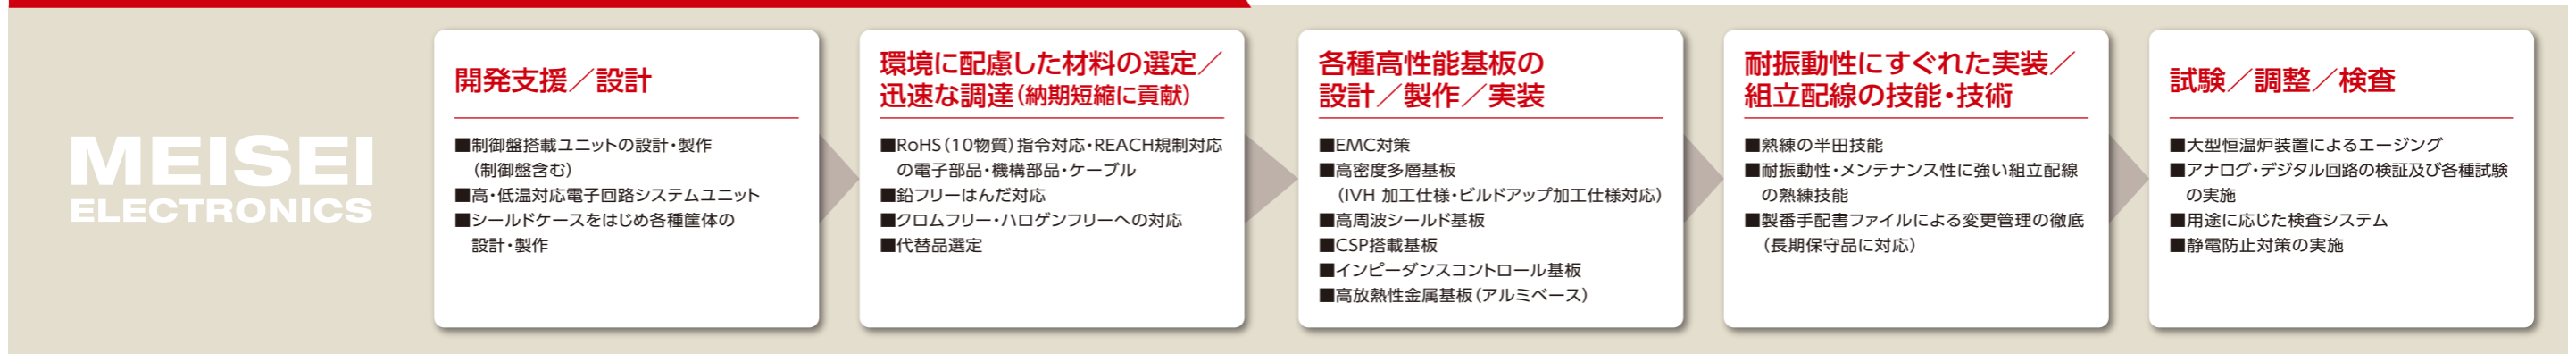 MEISEI
ELECTRONICS
開発支援／設計
■制御盤搭載ユニットの設計・製作
（制御盤含む）
■高・低温対応電子回路システムユニット
■シールドケースをはじめ各種筐体の
設計・製作
環境に配慮した材料の選定／
迅速な調達（納期短縮に貢献）
■RoHS（10物質）指令対応・REACH規制対応
の電子部品・機構部品・ケーブル
■鉛フリーはんだ対応
■クロムフリー・ハロゲンフリーへの対応
■代替品選定
各種高性能基板の
設計／製作／実装
■EMC対策
■高密度多層基板
（IVH 加工仕様・ビルドアップ加工仕様対応）
■高周波シールド基板
■CSP搭載基板
■インピーダンスコントロール基板
■高放熱性金属基板（アルミベース）
耐振動性にすぐれた実装／
組立配線の技能・技術
■熟練の半田技能
■耐振動性・メンテナンス性に強い組立配線
の熟練技能
■製番手配書ファイルによる変更管理の徹底
（長期保守品に対応）
試験／調整／検査
■大型恒温炉装置によるエージング
■アナログ・デジタル回路の検証及び各種試験
の実施
■用途に応じた検査システム
■静電防止対策の実施